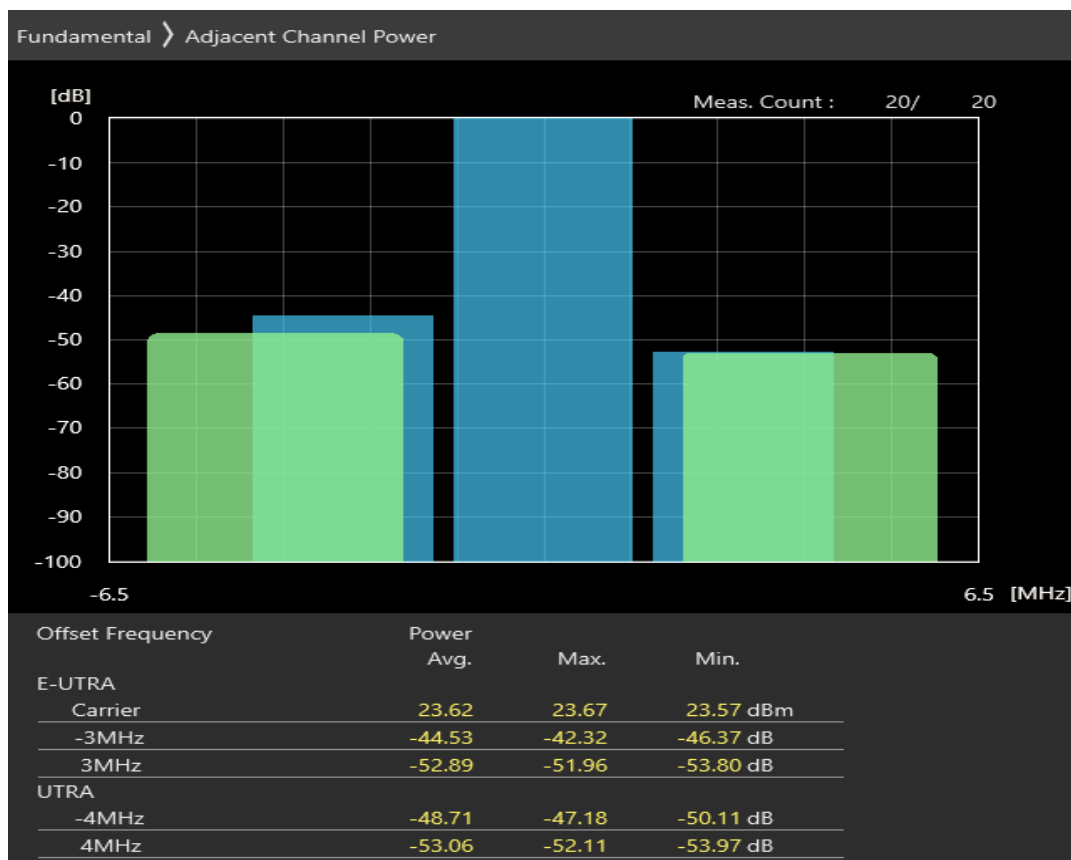 Fundamental 〉 Adjacent Channel Power
[dB]
Meas. Count : 20/ 20
0
-10
-20
-30
-40
-50
-60
-70
-80
-90
-100
-6.5 6.5 [MHz]
Offset Frequency Power
Avg. Max. Min.
E-UTRA
Carrier 23.62 23.67 23.57 dBm
-3MHz -44.53 -42.32 -46.37 dB
3MHz -52.89 -51.96 -53.80 dB
UTRA
-4MHz -48.71 -47.18 -50.11 dB
4MHz -53.06 -52.11 -53.97 dB